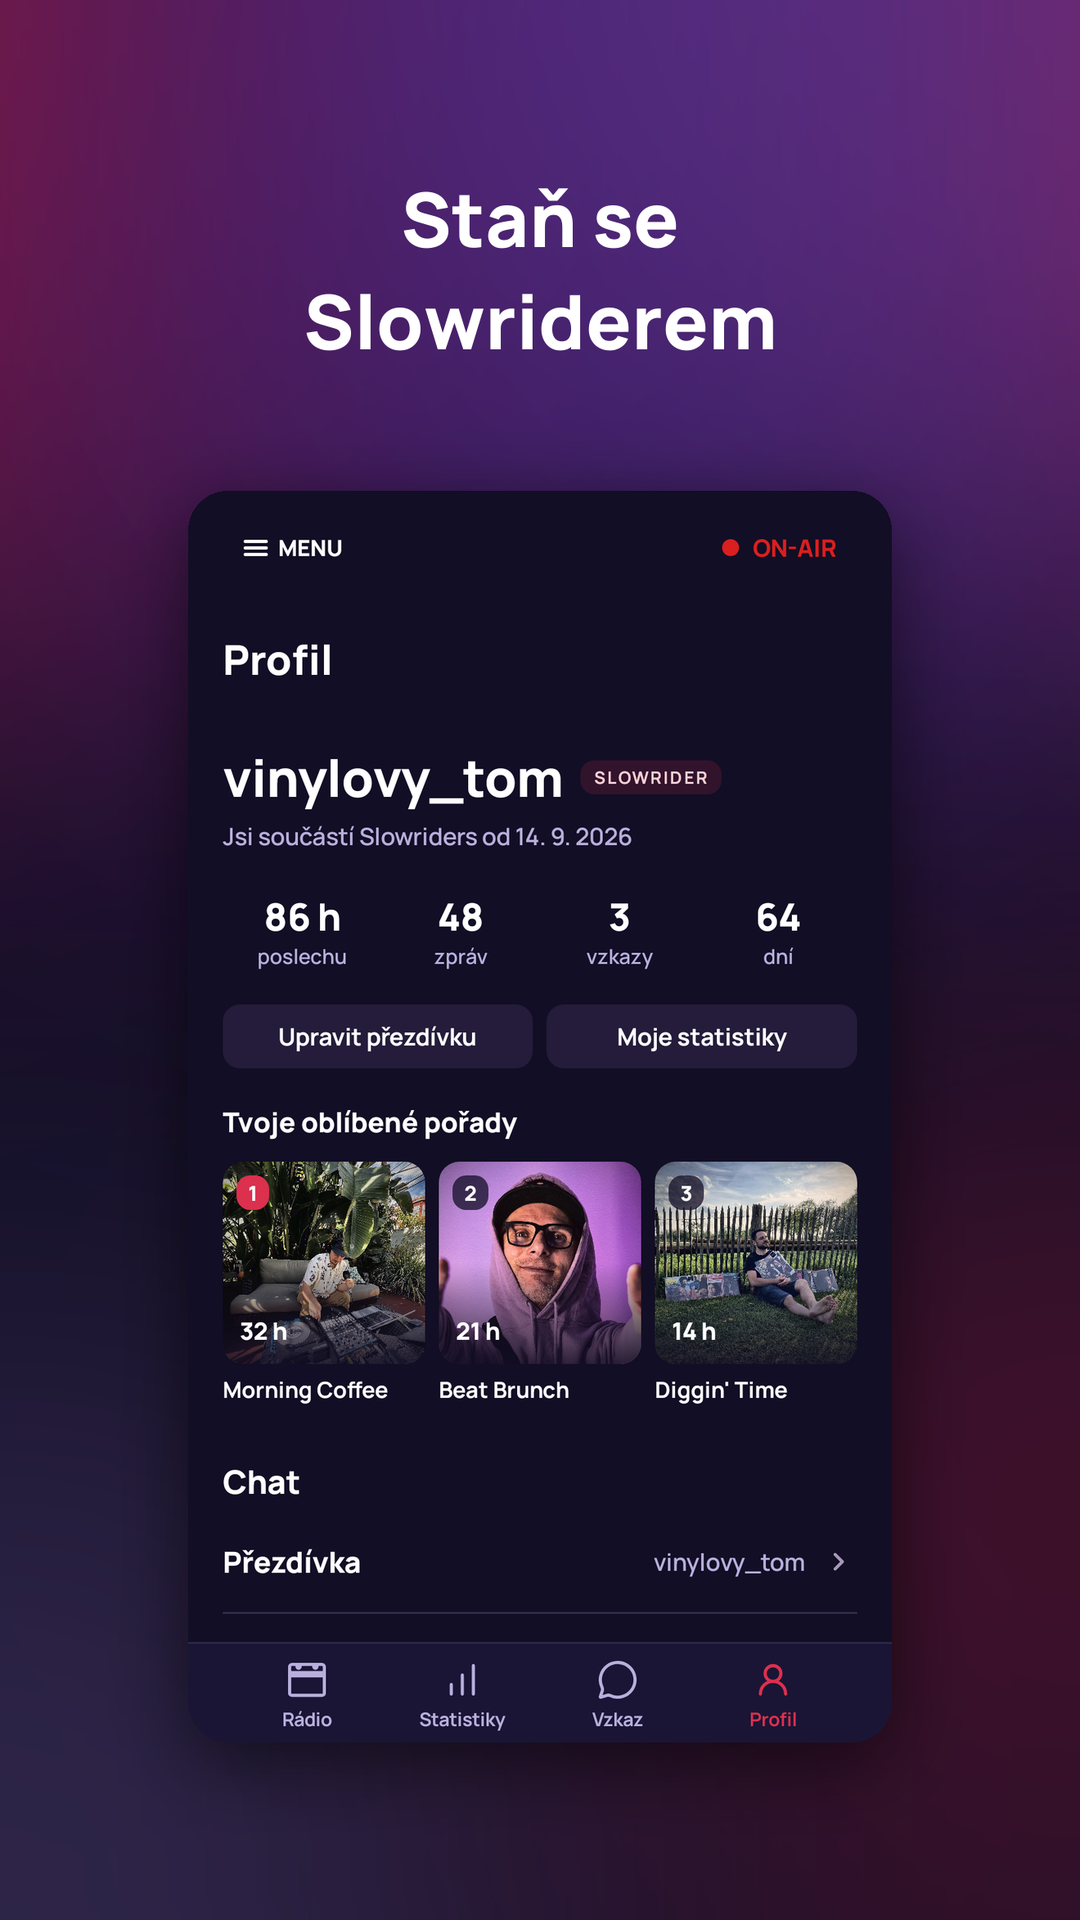 Staň se
Slowriderem
MENU
ON-AIR
Profil
vinylovy_tom
SLOWRIDER
Jsi součástí Slowriders od 14. 9. 2026
86 h
48
3
64
poslechu
zpráv
vzkazy
dní
Upravit přezdívku
Moje statistiky
Tvoje oblíbené pořady
1
2
3
32 h
21 h
14 h
Morning Coffee
Beat Brunch
Diggin' Time
Chat
Přezdívka
vinylovy_tom
Rádio
Statistiky
Vzkaz
Profil